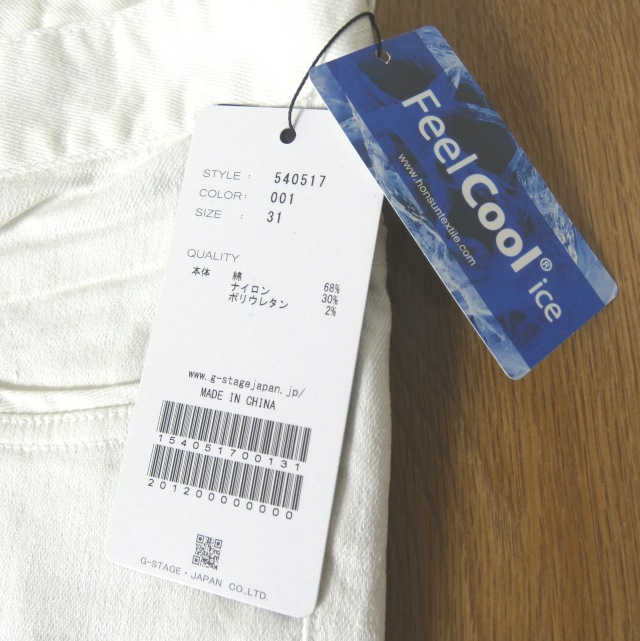 STYLE : 540517
COLOR: 001
SIZE : 31
QUALITY
本体 綿 68%
ナイロン 30%
ポリウレタン 2%
www.g-stagejapan.jp/
MADE IN CHINA
1540517001311
2012000000000
G-STAGE・JAPAN CO.,LTD.
FeelCool® ice
www.honsuntextile.com